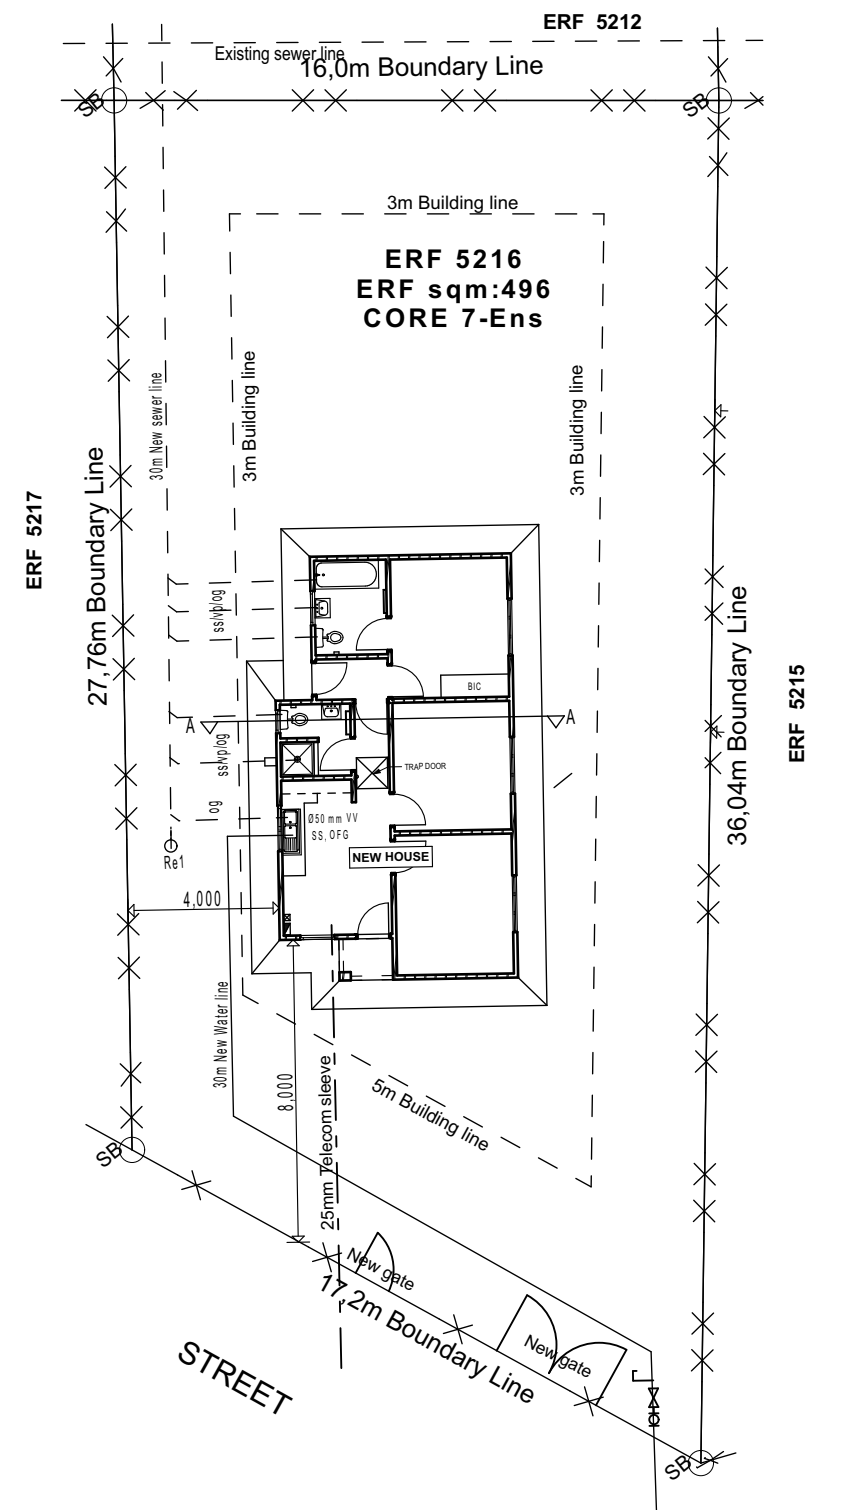 ERF 5212
Existing sewer line
16,0m Boundary Line
SB
SB
3m Building line
ERF 5216
ERF sqm:496
CORE 7-Ens
30m New sewer line
3m Building line
3m Building line
ERF 5217
27,76m Boundary Line
ss/vp/og
BIC
36,04m Boundary Line
ERF 5215
A
A
ss/vp/og
TRAP DOOR
og
Ø50 mm VV
SS, OFG
NEW HOUSE
Re1
4,000
30m New Water line
8,000
25mm Telecom sleeve
5m Building line
SB
New gate
17,2m Boundary Line
New gate
STREET
SB